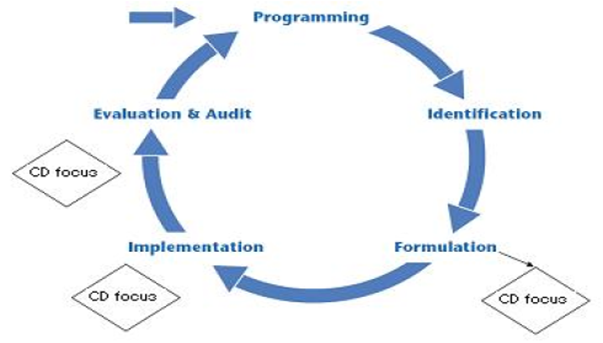 Programming
Evaluation & Audit
Identification
CD focus
Implementation
Formulation
CD focus
CD focus